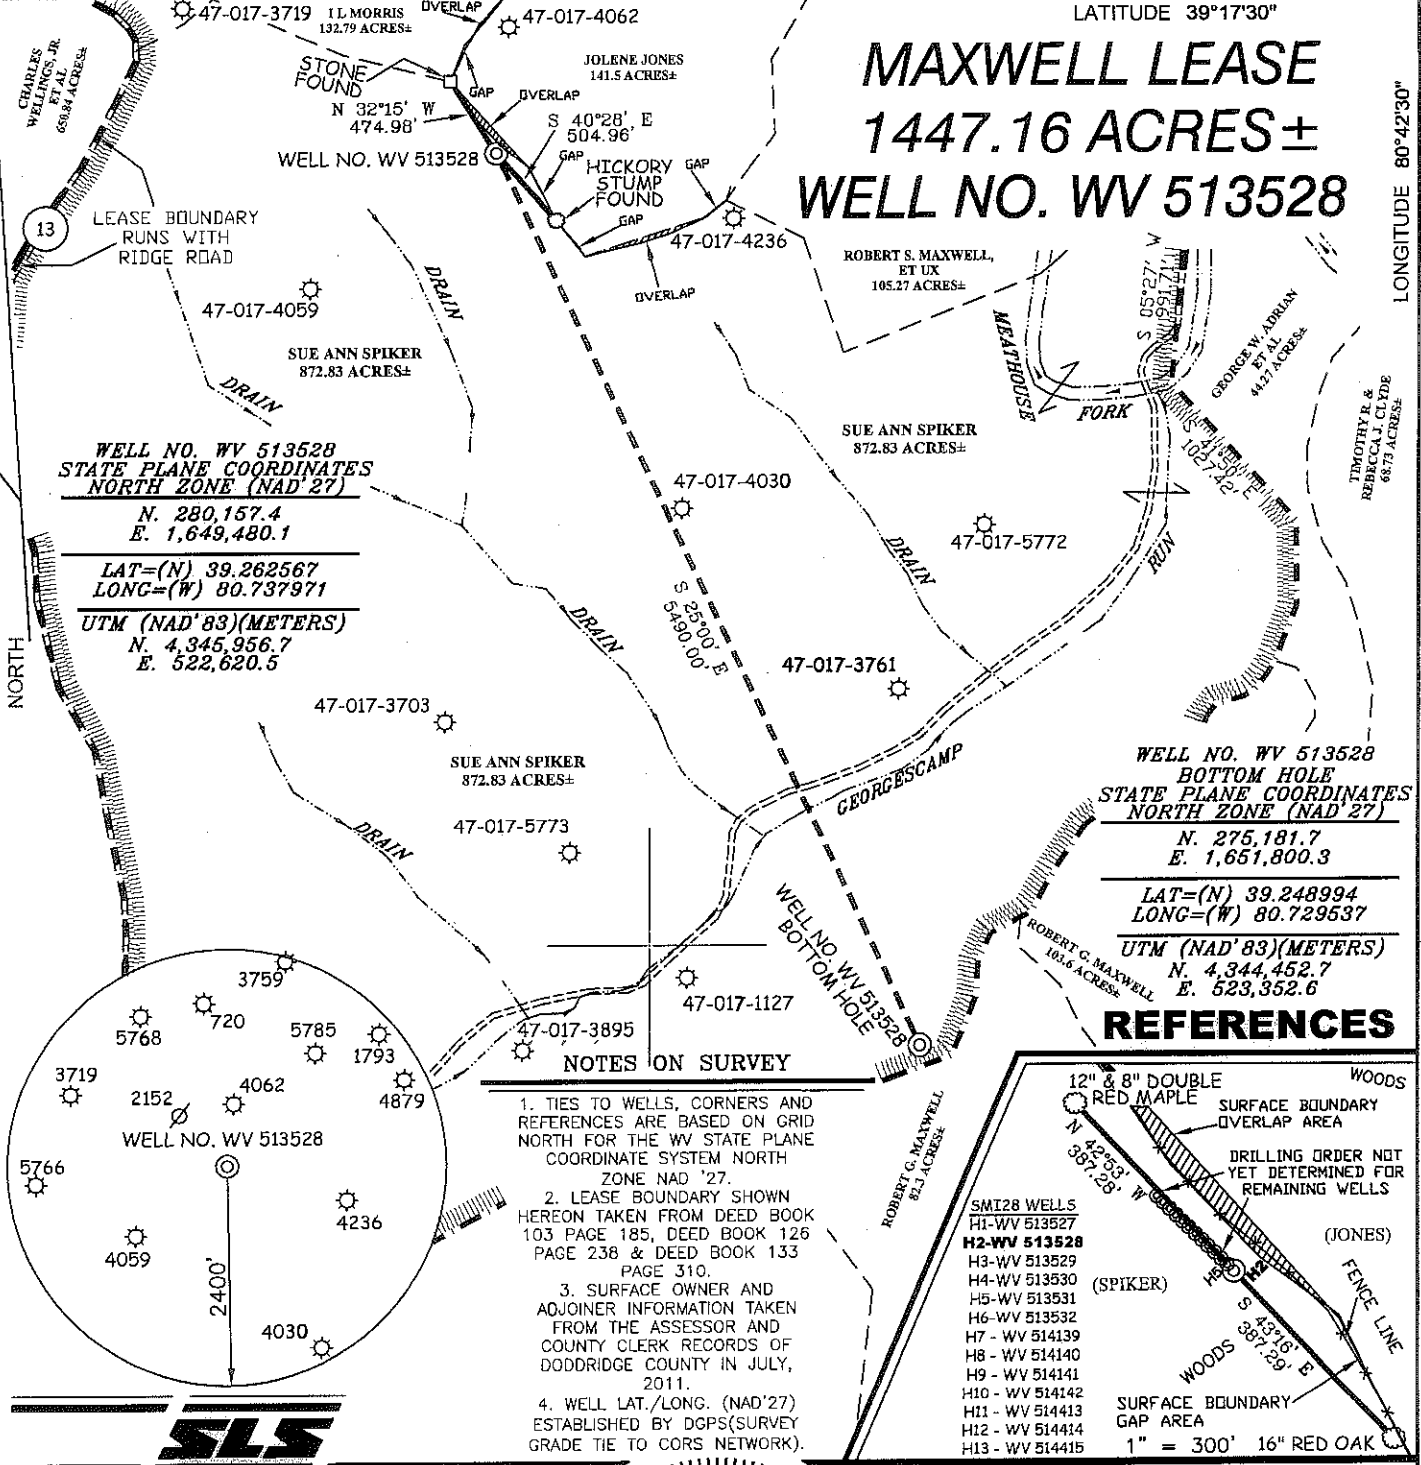 LATITUDE 39°17'30"
MAXWELL LEASE
1447.16 ACRES±
WELL NO. WV 513528
LONGITUDE 80°42'30"
47-017-3719
I L MORRIS
132.79 ACRES±
OVERLAP
47-017-4062
CHARLES
WELLINGS, JR.
ET AL
650.84 ACRES±
STONE
FOUND
JOLENE JONES
141.5 ACRES±
GAP
OVERLAP
N 32°15' W
474.98'
S 40°28' E
504.96'
WELL NO. WV 513528
GAP
HICKORY
STUMP
FOUND
GAP
GAP
47-017-4236
OVERLAP
13
LEASE BOUNDARY
RUNS WITH
RIDGE ROAD
ROBERT S. MAXWELL,
ET UX
105.27 ACRES±
S 05°27' W
991.71'
GEORGE W. ADRIAN
ET AL
44.27 ACRES±
TIMOTHY R. &
REBECCA J. CLYDE
68.73 ACRES±
MEATHOUSE
FORK
47-017-4059
DRAIN
SUE ANN SPIKER
872.83 ACRES±
DRAIN
SUE ANN SPIKER
872.83 ACRES±
S 41°50' E
1027.42'
WELL NO. WV 513528
STATE PLANE COORDINATES
NORTH ZONE (NAD'27)
N. 280,157.4
E. 1,649,480.1
LAT=(N) 39.262567
LONG=(W) 80.737971
UTM (NAD'83)(METERS)
N. 4,345,956.7
E. 522,620.5
NORTH
47-017-4030
47-017-5772
DRAIN
RUN
DRAIN
S 25°00' E
5490.00'
47-017-3761
47-017-3703
SUE ANN SPIKER
872.83 ACRES±
GEORGESCAMP
47-017-5773
DRAIN
WELL NO. WV 513528
BOTTOM HOLE
STATE PLANE COORDINATES
NORTH ZONE (NAD'27)
N. 275,181.7
E. 1,651,800.3
LAT=(N) 39.248994
LONG=(W) 80.729537
UTM (NAD'83)(METERS)
N. 4,344,452.7
E. 523,352.6
WELL NO. WV 513528
BOTTOM HOLE
ROBERT G. MAXWELL
103.6 ACRES±
47-017-1127
47-017-3895
3759
720
5768
5785
1793
3719
2152
4062
4879
WELL NO. WV 513528
5766
4236
4059
2400'
4030
SLS
NOTES ON SURVEY
1. TIES TO WELLS, CORNERS AND
REFERENCES ARE BASED ON GRID
NORTH FOR THE WV STATE PLANE
COORDINATE SYSTEM NORTH
ZONE NAD '27.
2. LEASE BOUNDARY SHOWN
HEREON TAKEN FROM DEED BOOK
103 PAGE 185, DEED BOOK 126
PAGE 238 & DEED BOOK 133
PAGE 310.
3. SURFACE OWNER AND
ADJOINER INFORMATION TAKEN
FROM THE ASSESSOR AND
COUNTY CLERK RECORDS OF
DODDRIDGE COUNTY IN JULY,
2011.
4. WELL LAT./LONG. (NAD'27)
ESTABLISHED BY DGPS(SURVEY
GRADE TIE TO CORS NETWORK).
ROBERT G. MAXWELL
82.3 ACRES±
REFERENCES
12" & 8" DOUBLE
RED MAPLE
WOODS
SURFACE BOUNDARY
OVERLAP AREA
N 42°53' W
387.28'
DRILLING ORDER NOT
YET DETERMINED FOR
REMAINING WELLS
SMI28 WELLS
H1-WV 513527
H2-WV 513528
H3-WV 513529
H4-WV 513530
H5-WV 513531
H6-WV 513532
H7 - WV 514139
H8 - WV 514140
H9 - WV 514141
H10 - WV 514142
H11 - WV 514413
H12 - WV 514414
H13 - WV 514415
(SPIKER)
(JONES)
H5
H2
FENCE LINE
S 43°16' E
387.29'
WOODS
SURFACE BOUNDARY
GAP AREA
1" = 300'
16" RED OAK